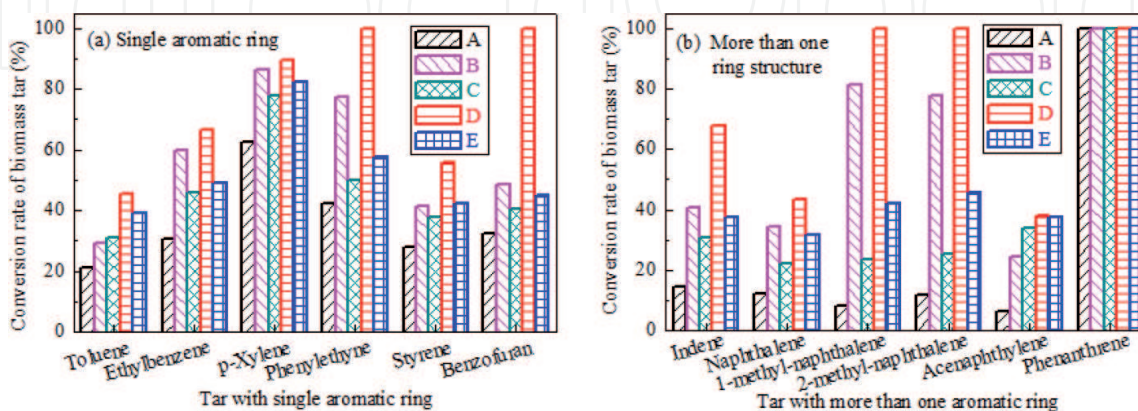 Conversion rate of biomass tar (%)
100
80
60
40
20
0
(a) Single aromatic ring
A
B
C
D
E
Toluene
Ethylbenzene
p-Xylene
Phenylethyne
Styrene
Benzofuran
Tar with single aromatic ring
Conversion rate of biomass tar (%)
100
80
60
40
20
0
(b) More than one
ring structure
A
B
C
D
E
Indene
Naphthalene
1-methyl-naphthalene
2-methyl-naphthalene
Acenaphthylene
Phenanthrene
Tar with more than one aromatic ring